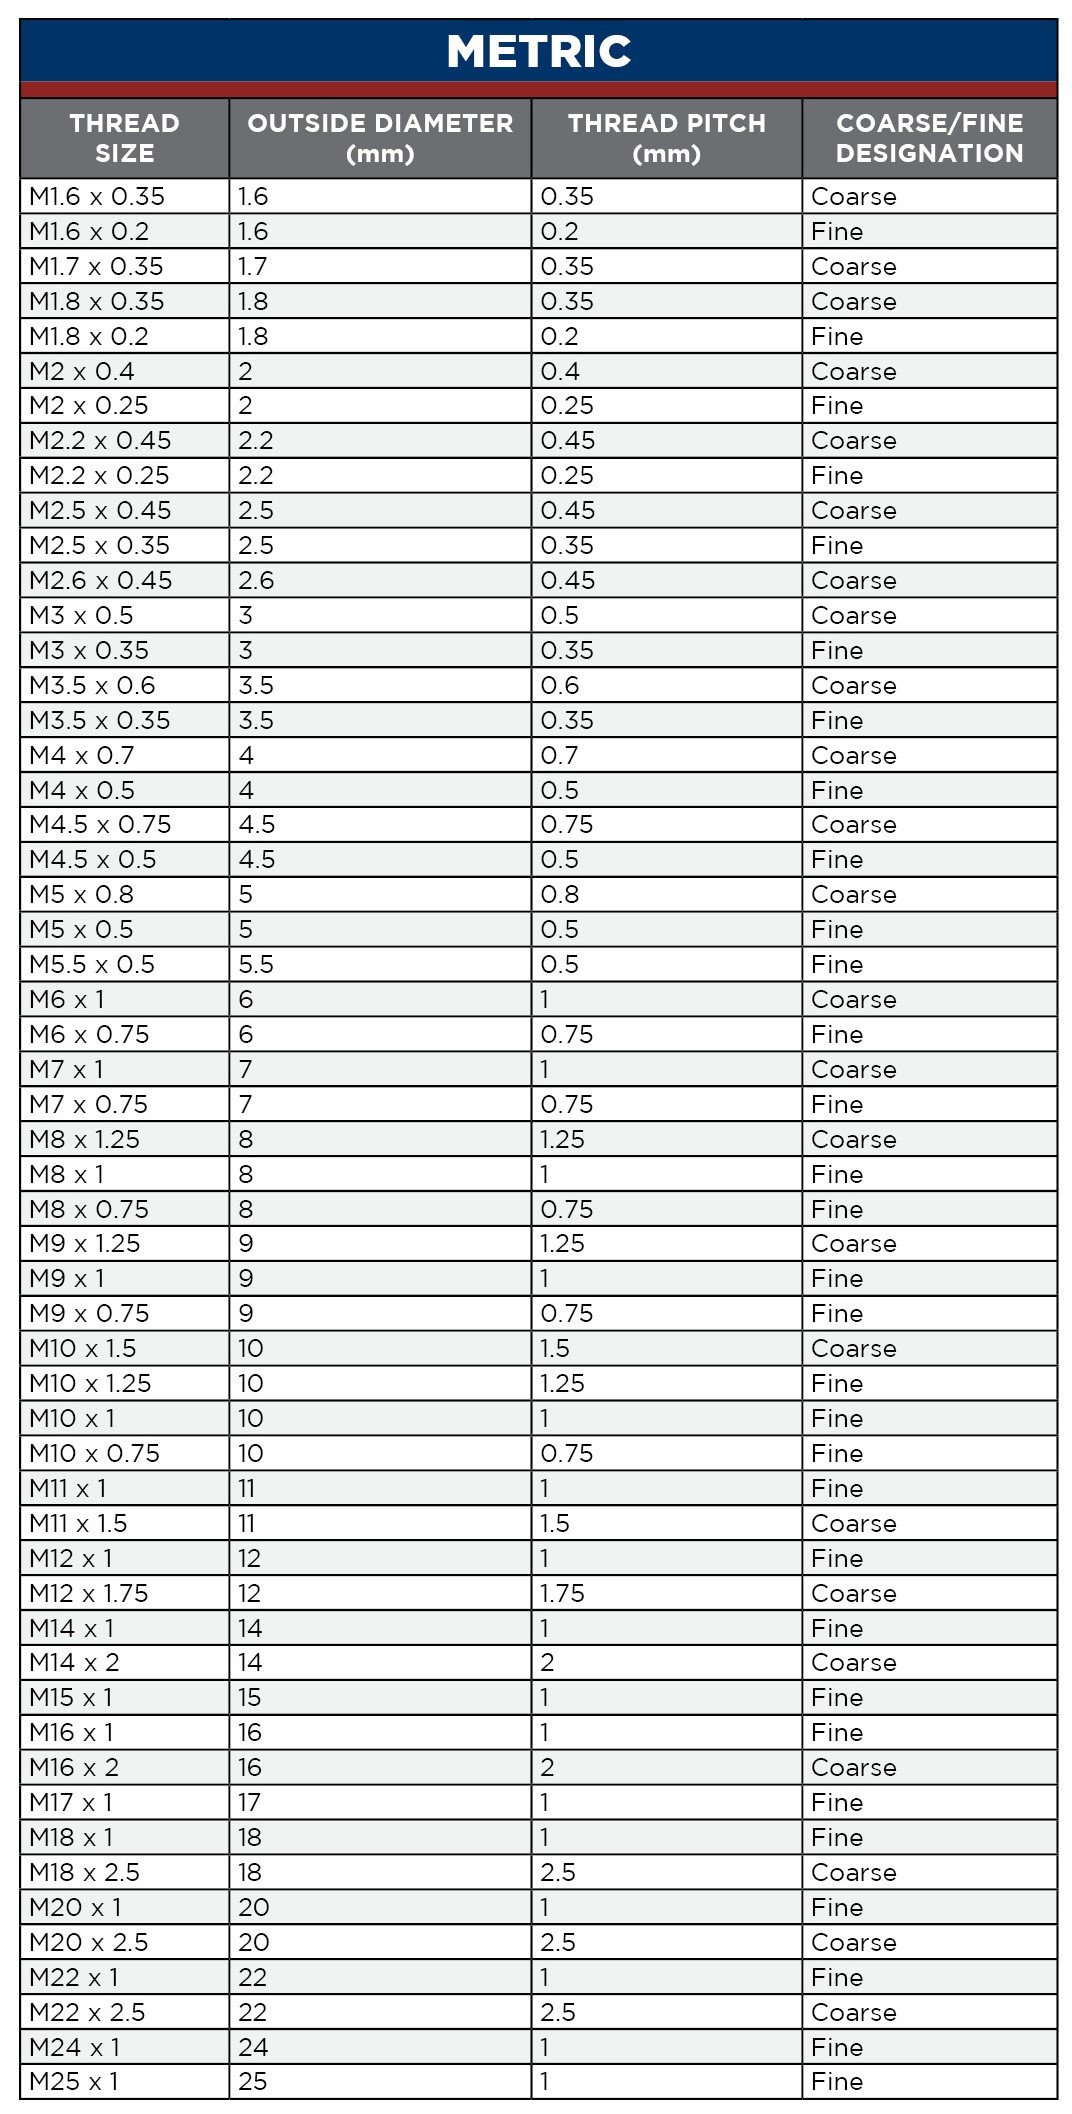 METRIC
THREAD SIZE OUTSIDE DIAMETER (mm) THREAD PITCH (mm) COARSE/FINE DESIGNATION
M1.6 x 0.35 1.6 0.35 Coarse
M1.6 x 0.2 1.6 0.2 Fine
M1.7 x 0.35 1.7 0.35 Coarse
M1.8 x 0.35 1.8 0.35 Coarse
M1.8 x 0.2 1.8 0.2 Fine
M2 x 0.4 2 0.4 Coarse
M2 x 0.25 2 0.25 Fine
M2.2 x 0.45 2.2 0.45 Coarse
M2.2 x 0.25 2.2 0.25 Fine
M2.5 x 0.45 2.5 0.45 Coarse
M2.5 x 0.35 2.5 0.35 Fine
M2.6 x 0.45 2.6 0.45 Coarse
M3 x 0.5 3 0.5 Coarse
M3 x 0.35 3 0.35 Fine
M3.5 x 0.6 3.5 0.6 Coarse
M3.5 x 0.35 3.5 0.35 Fine
M4 x 0.7 4 0.7 Coarse
M4 x 0.5 4 0.5 Fine
M4.5 x 0.75 4.5 0.75 Coarse
M4.5 x 0.5 4.5 0.5 Fine
M5 x 0.8 5 0.8 Coarse
M5 x 0.5 5 0.5 Fine
M5.5 x 0.5 5.5 0.5 Fine
M6 x 1 6 1 Coarse
M6 x 0.75 6 0.75 Fine
M7 x 1 7 1 Coarse
M7 x 0.75 7 0.75 Fine
M8 x 1.25 8 1.25 Coarse
M8 x 1 8 1 Fine
M8 x 0.75 8 0.75 Fine
M9 x 1.25 9 1.25 Coarse
M9 x 1 9 1 Fine
M9 x 0.75 9 0.75 Fine
M10 x 1.5 10 1.5 Coarse
M10 x 1.25 10 1.25 Fine
M10 x 1 10 1 Fine
M10 x 0.75 10 0.75 Fine
M11 x 1 11 1 Fine
M11 x 1.5 11 1.5 Coarse
M12 x 1 12 1 Fine
M12 x 1.75 12 1.75 Coarse
M14 x 1 14 1 Fine
M14 x 2 14 2 Coarse
M15 x 1 15 1 Fine
M16 x 1 16 1 Fine
M16 x 2 16 2 Coarse
M17 x 1 17 1 Fine
M18 x 1 18 1 Fine
M18 x 2.5 18 2.5 Coarse
M20 x 1 20 1 Fine
M20 x 2.5 20 2.5 Coarse
M22 x 1 22 1 Fine
M22 x 2.5 22 2.5 Coarse
M24 x 1 24 1 Fine
M25 x 1 25 1 Fine